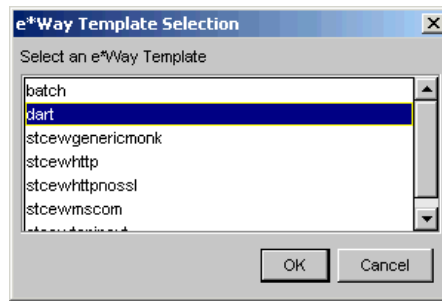 e*Way Template Selection
Select an e*Way Template
batch
dart
stcewgenericmonk
stcewhttp
stcewhttpnossl
stcewmscom
OK Cancel